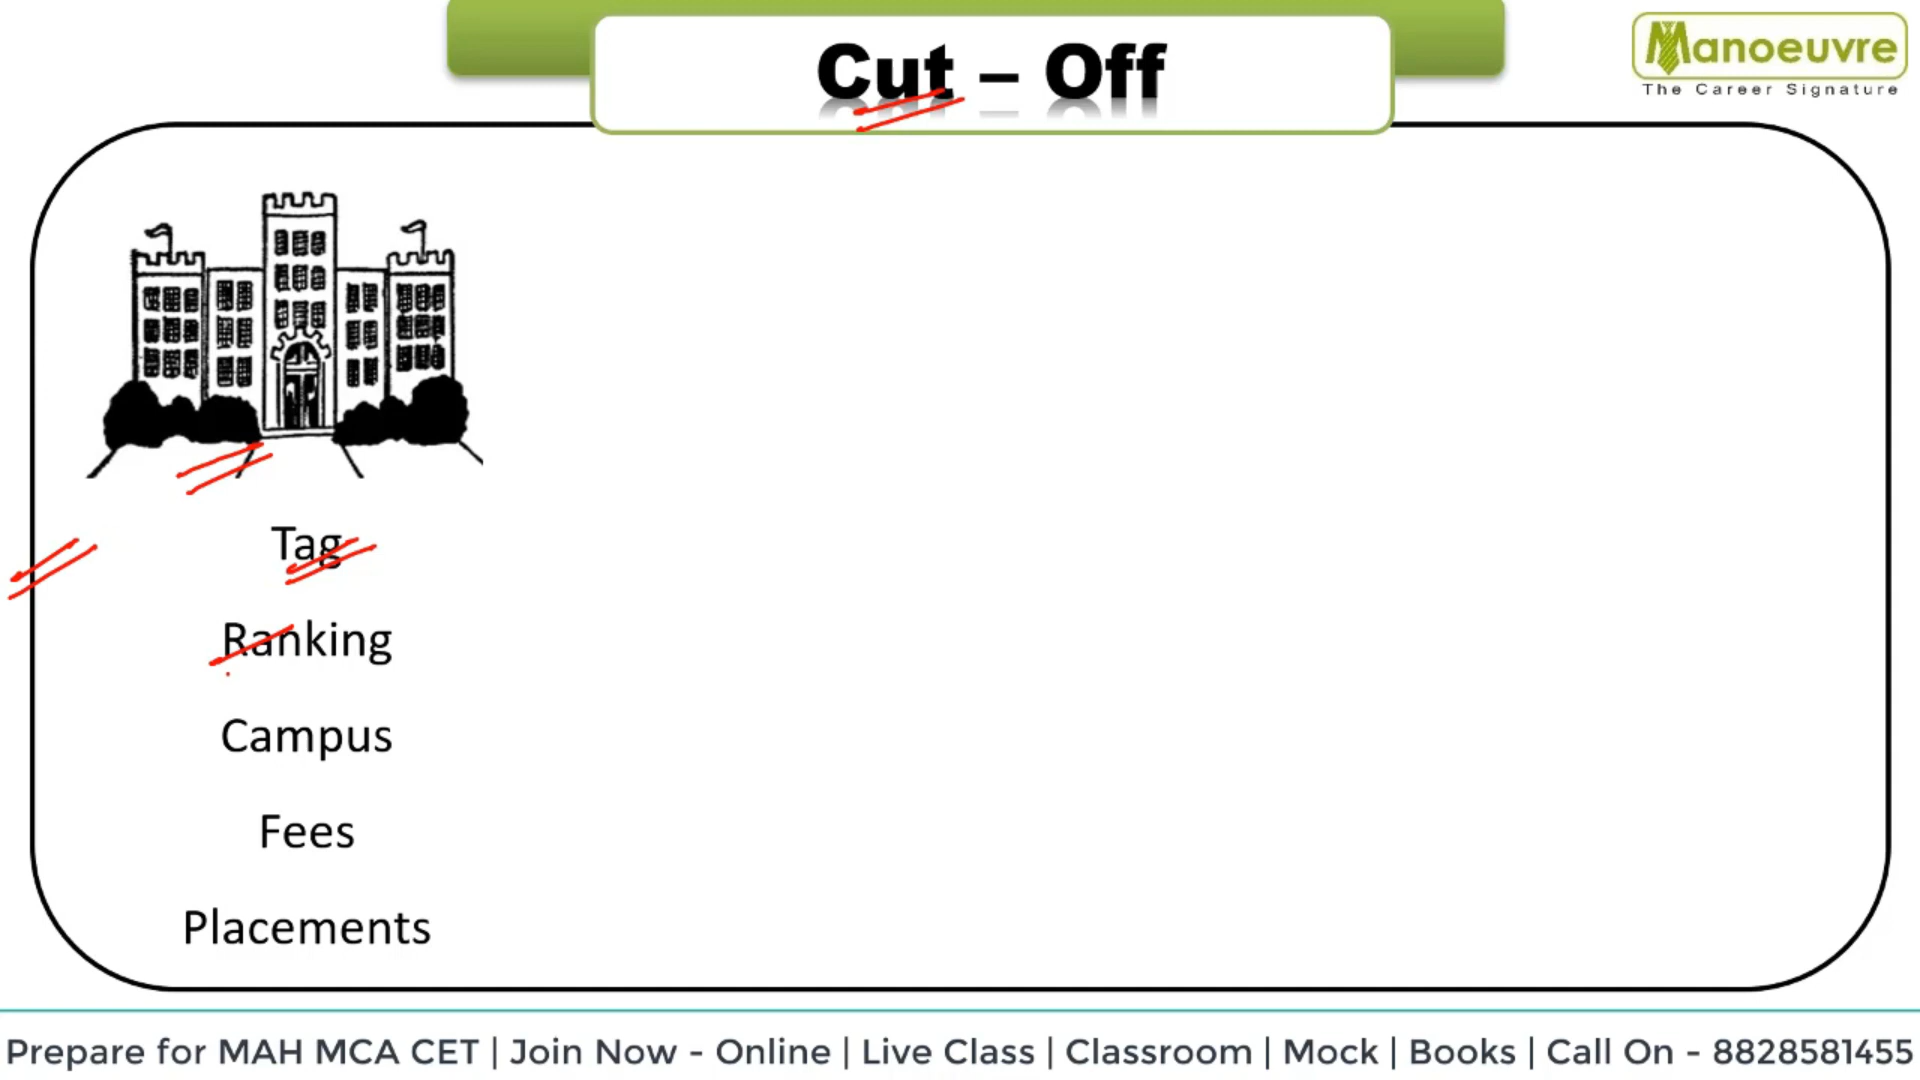 Cut – Off
Manoeuvre
The Career Signature
Tag
Ranking
Campus
Fees
Placements
Prepare for MAH MCA CET | Join Now - Online | Live Class | Classroom | Mock | Books | Call On - 8828581455